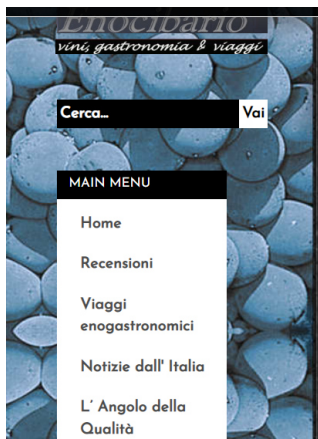 Enocibario
vini, gastronomia & viaggi
Cerca...
Vai
MAIN MENU
Home
Recensioni
Viaggi
enogastronomici
Notizie dall' Italia
L' Angolo della
Qualità